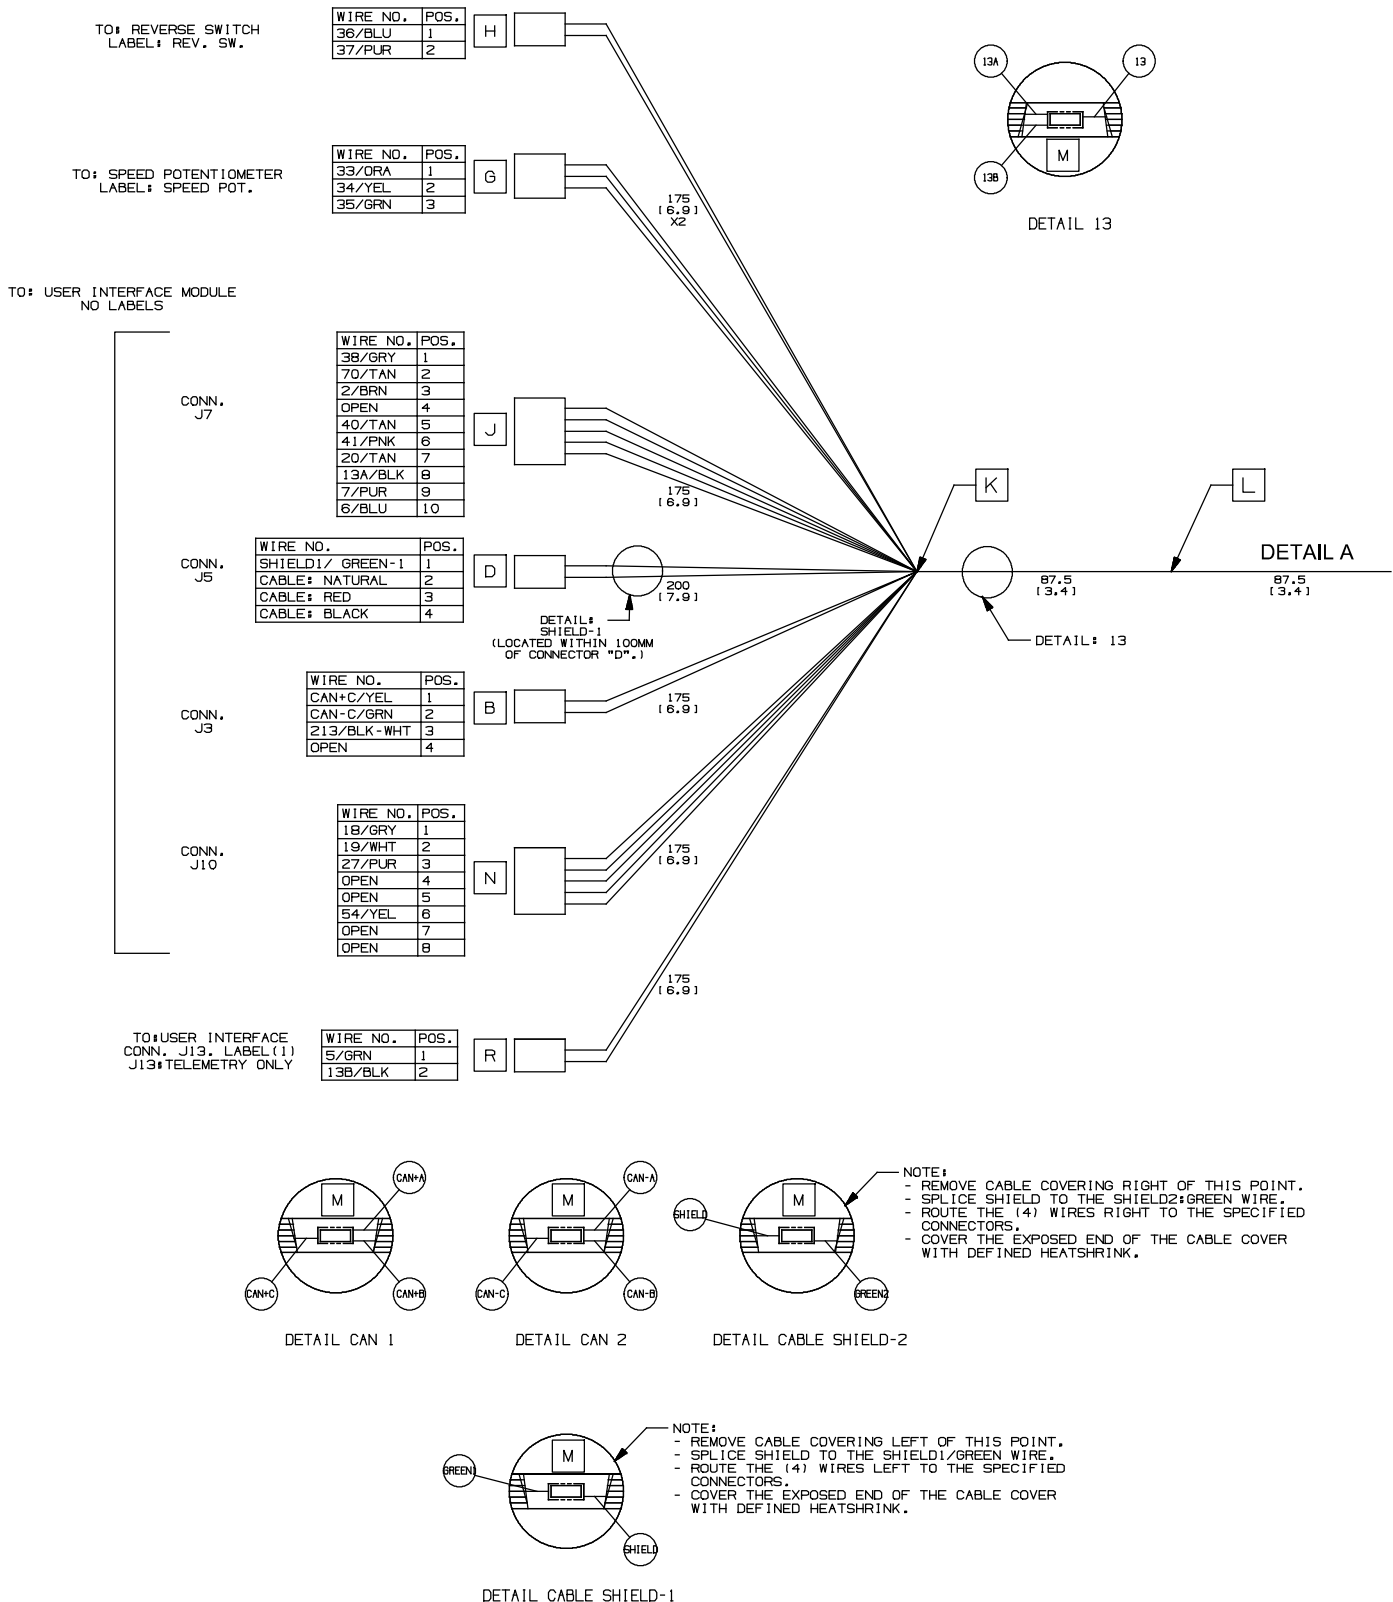 TO: REVERSE SWITCH
LABEL: REV. SW.
WIRE NO. POS.
36/BLU 1
37/PUR 2
H
13A
13
M
13B
DETAIL 13
TO: SPEED POTENTIOMETER
LABEL: SPEED POT.
WIRE NO. POS.
33/ORA 1
34/YEL 2
35/GRN 3
G
175
[6.9]
X2
TO: USER INTERFACE MODULE
NO LABELS
CONN.
J7
WIRE NO. POS.
38/GRY 1
70/TAN 2
2/BRN 3
OPEN 4
40/TAN 5
41/PNK 6
20/TAN 7
13A/BLK 8
7/PUR 9
6/BLU 10
J
175
[6.9]
K
L
DETAIL A
87.5
[3.4]
87.5
[3.4]
DETAIL: 13
CONN.
J5
WIRE NO. POS.
SHIELD1/ GREEN-1 1
CABLE: NATURAL 2
CABLE: RED 3
CABLE: BLACK 4
D
200
[7.9]
DETAIL:
SHIELD-1
(LOCATED WITHIN 100MM
OF CONNECTOR "D".)
CONN.
J3
WIRE NO. POS.
CAN+C/YEL 1
CAN-C/GRN 2
213/BLK-WHT 3
OPEN 4
B
175
[6.9]
CONN.
J10
WIRE NO. POS.
18/GRY 1
19/WHT 2
27/PUR 3
OPEN 4
OPEN 5
54/YEL 6
OPEN 7
OPEN 8
N
175
[6.9]
175
[6.9]
TO:USER INTERFACE
CONN. J13. LABEL(1)
J13:TELEMETRY ONLY
WIRE NO. POS.
5/GRN 1
13B/BLK 2
R
M
CAN+A
CAN+C
CAN+B
DETAIL CAN 1
M
CAN-A
CAN-C
CAN-B
DETAIL CAN 2
M
SHIELD
GREEN2
DETAIL CABLE SHIELD-2
NOTE:
- REMOVE CABLE COVERING RIGHT OF THIS POINT.
- SPLICE SHIELD TO THE SHIELD2:GREEN WIRE.
- ROUTE THE (4) WIRES RIGHT TO THE SPECIFIED
CONNECTORS.
- COVER THE EXPOSED END OF THE CABLE COVER
WITH DEFINED HEATSHRINK.
M
GREEN1
SHIELD
DETAIL CABLE SHIELD-1
NOTE:
- REMOVE CABLE COVERING LEFT OF THIS POINT.
- SPLICE SHIELD TO THE SHIELD1/GREEN WIRE.
- ROUTE THE (4) WIRES LEFT TO THE SPECIFIED
CONNECTORS.
- COVER THE EXPOSED END OF THE CABLE COVER
WITH DEFINED HEATSHRINK.